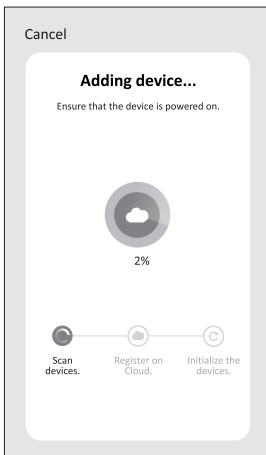 Cancel
Adding device...
Ensure that the device is powered on.
2%
Scan
devices.
Register on
Cloud.
Initialize the
devices.